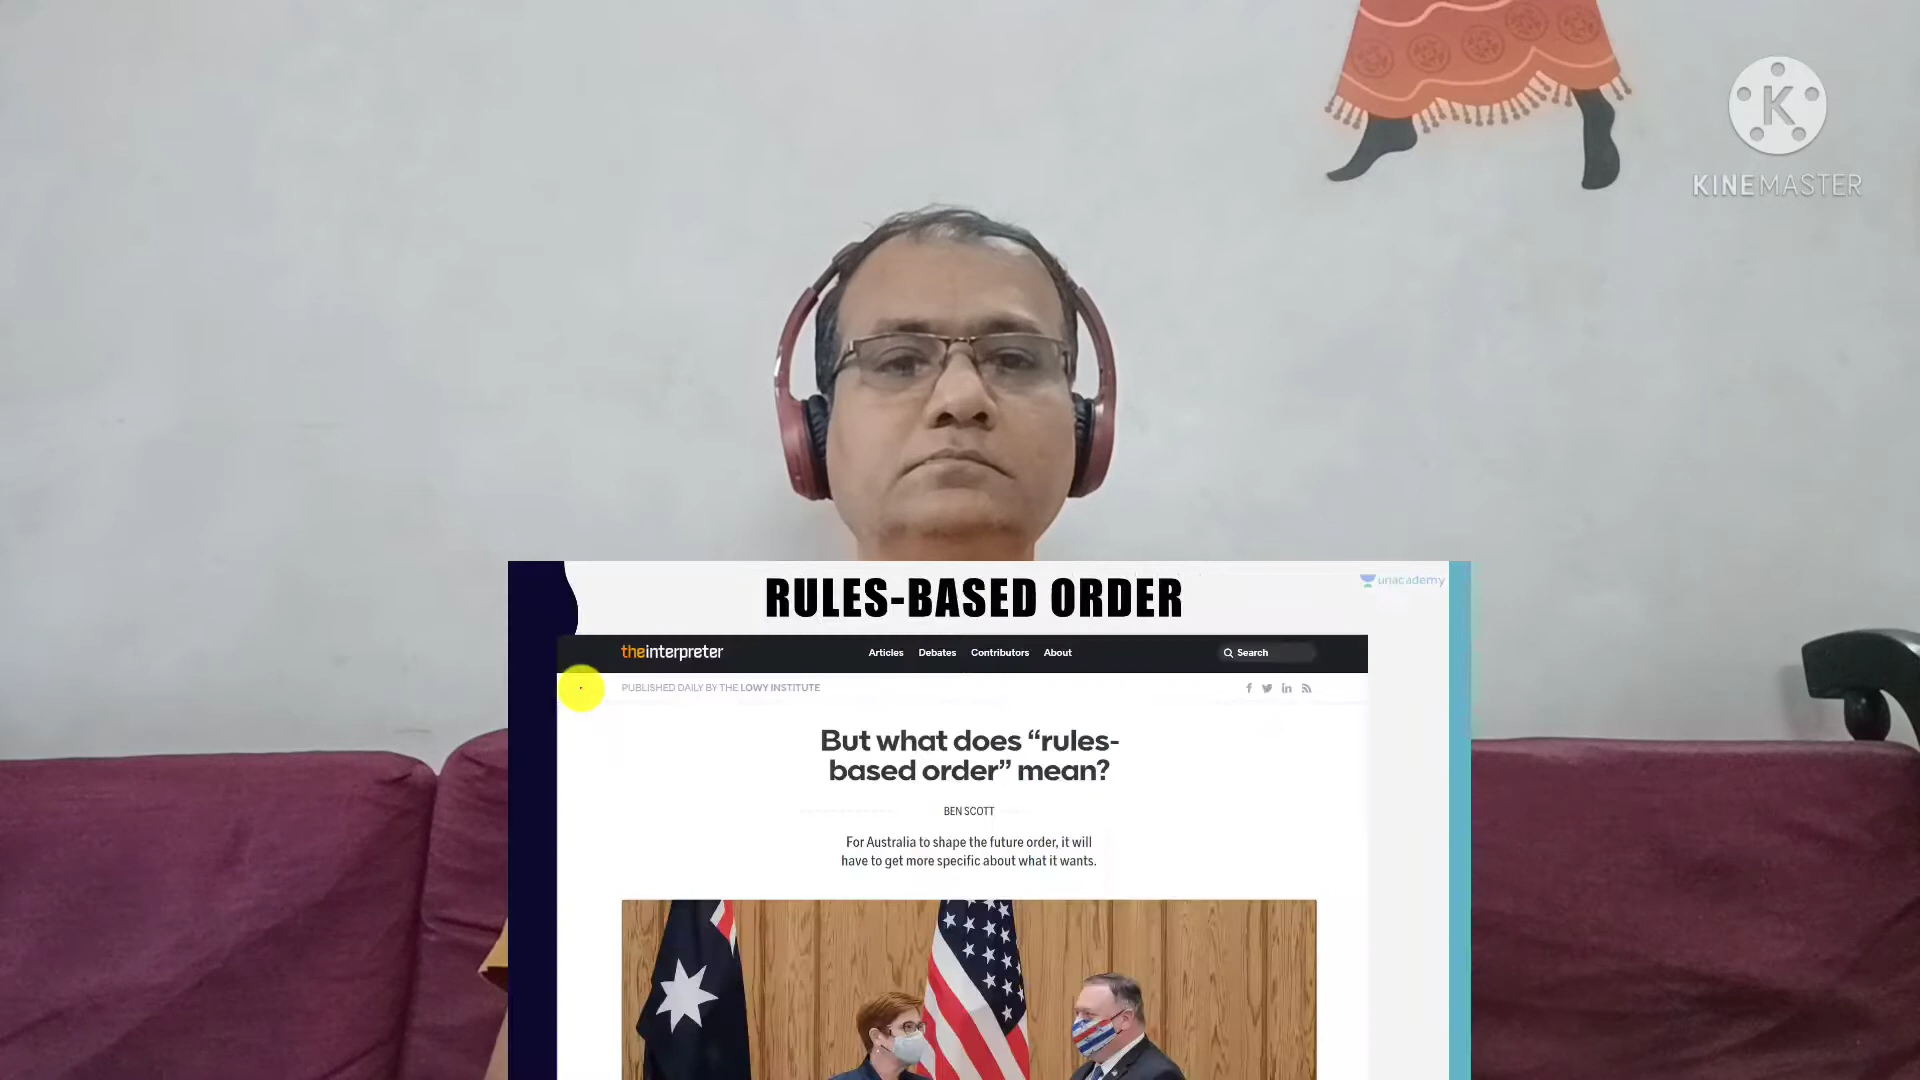 K
KINEMASTER
RULES-BASED ORDER
unacademy
theinterpreter
Articles
Debates
Contributors
About
Search
PUBLISHED DAILY BY THE LOWY INSTITUTE
But what does “rules-
based order” mean?
BEN SCOTT
For Australia to shape the future order, it will
have to get more specific about what it wants.